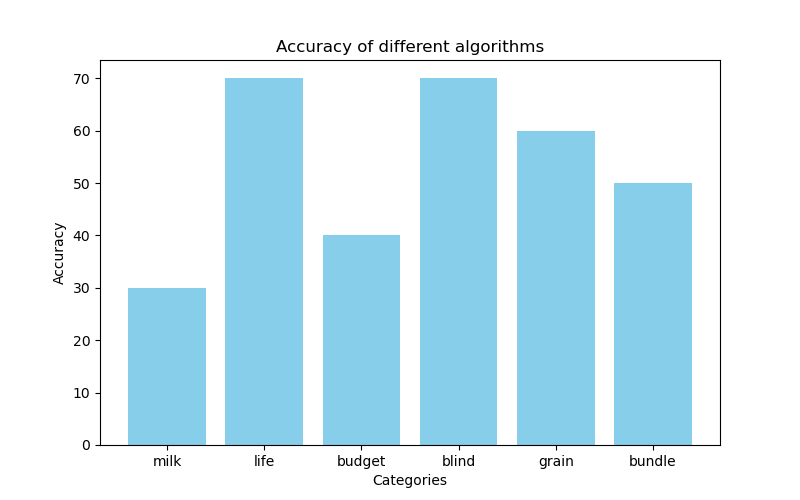 Accuracy of different algorithms
Accuracy
70
60
50
40
30
20
10
0
milk life budget blind grain bundle
Categories